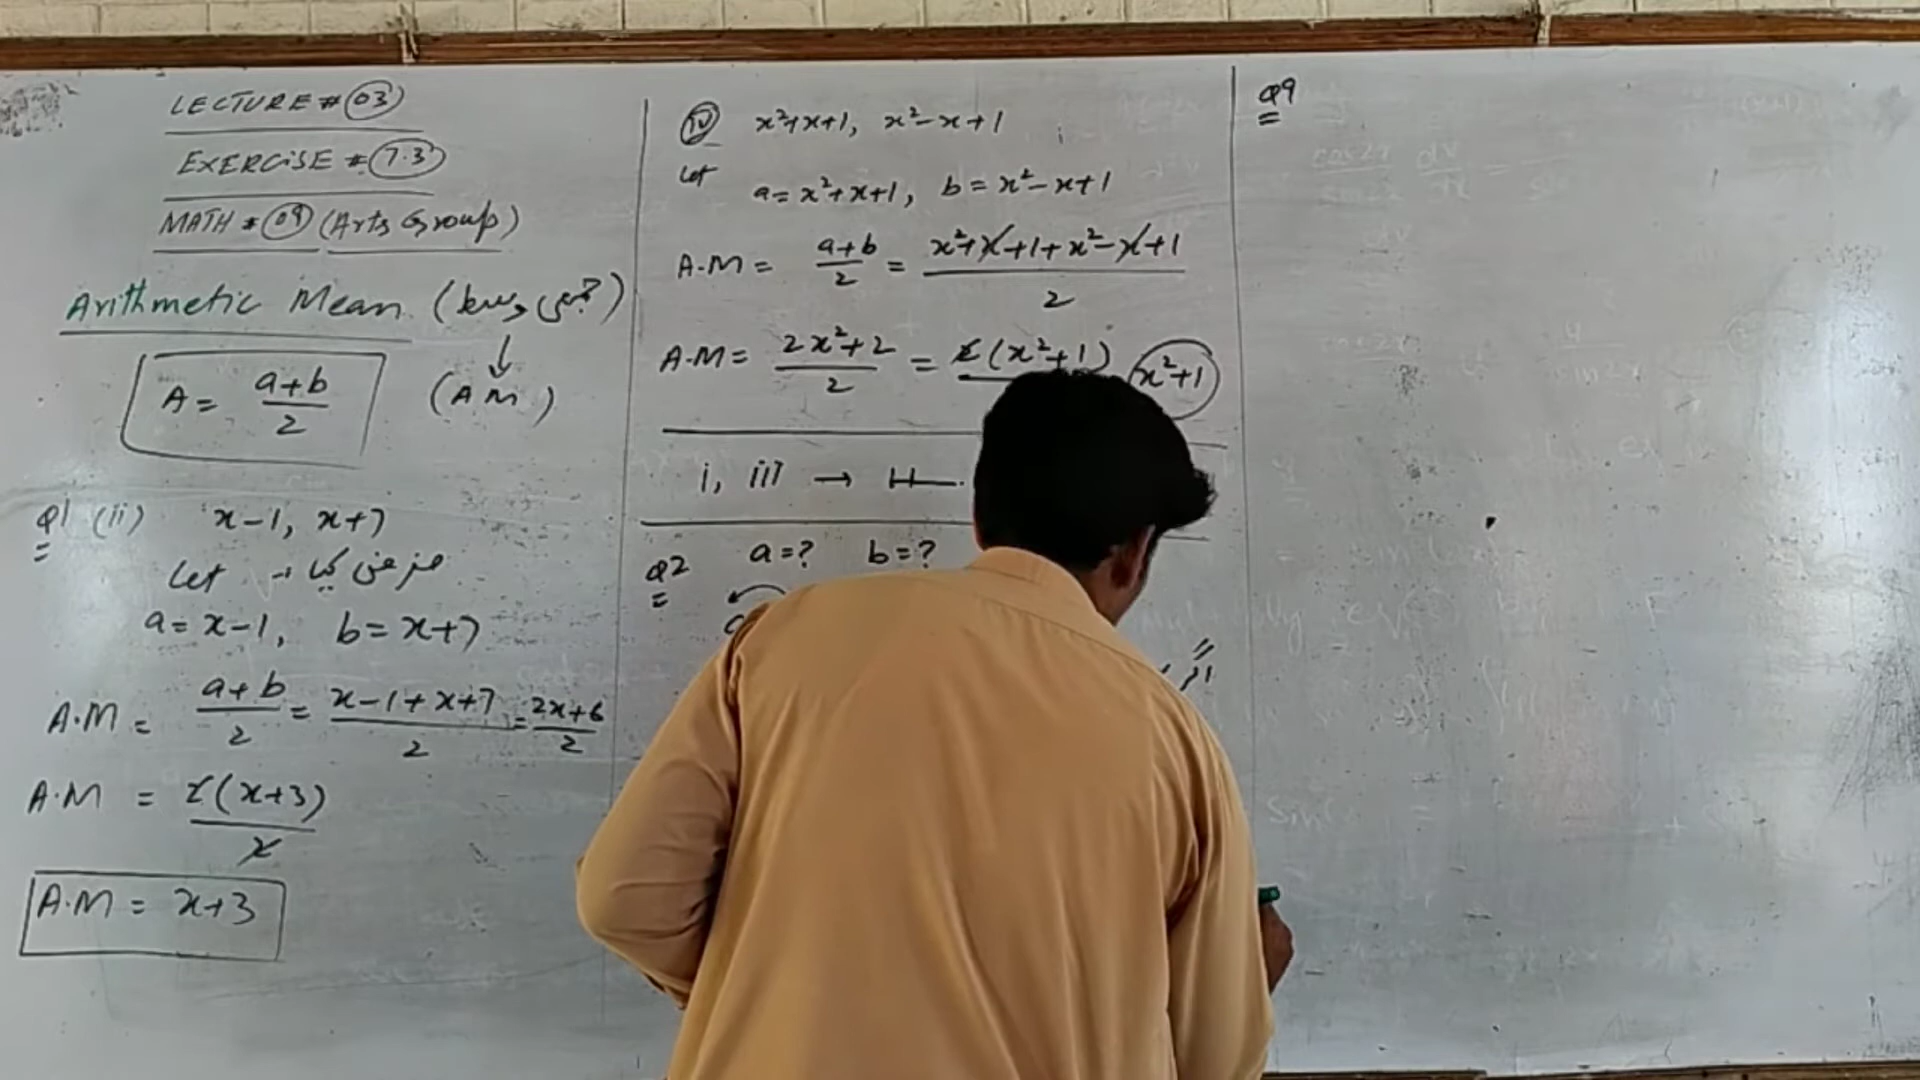 LECTURE # 03
EXERCISE # 7.3
MATH # 09 (Arts Group)
Arithmetic Mean
A = a+b/2 (AM)
Q1 (ii) x-1, x+7
Let فرض کیا
a = x-1, b = x+7
A.M = a+b/2 = x-1+x+7/2 = 2x+6/2
A.M = 2(x+3)/2
A.M = x+3
(iv) x²+x+1, x²-x+1
Let
a = x²+x+1, b = x²-x+1
A.M = a+b/2 = x²+x+1+x²-x+1/2
A.M = 2x²+2/2 = 2(x²+1) x²+1
i, iii → H
Q2 a=? b=?
Q9